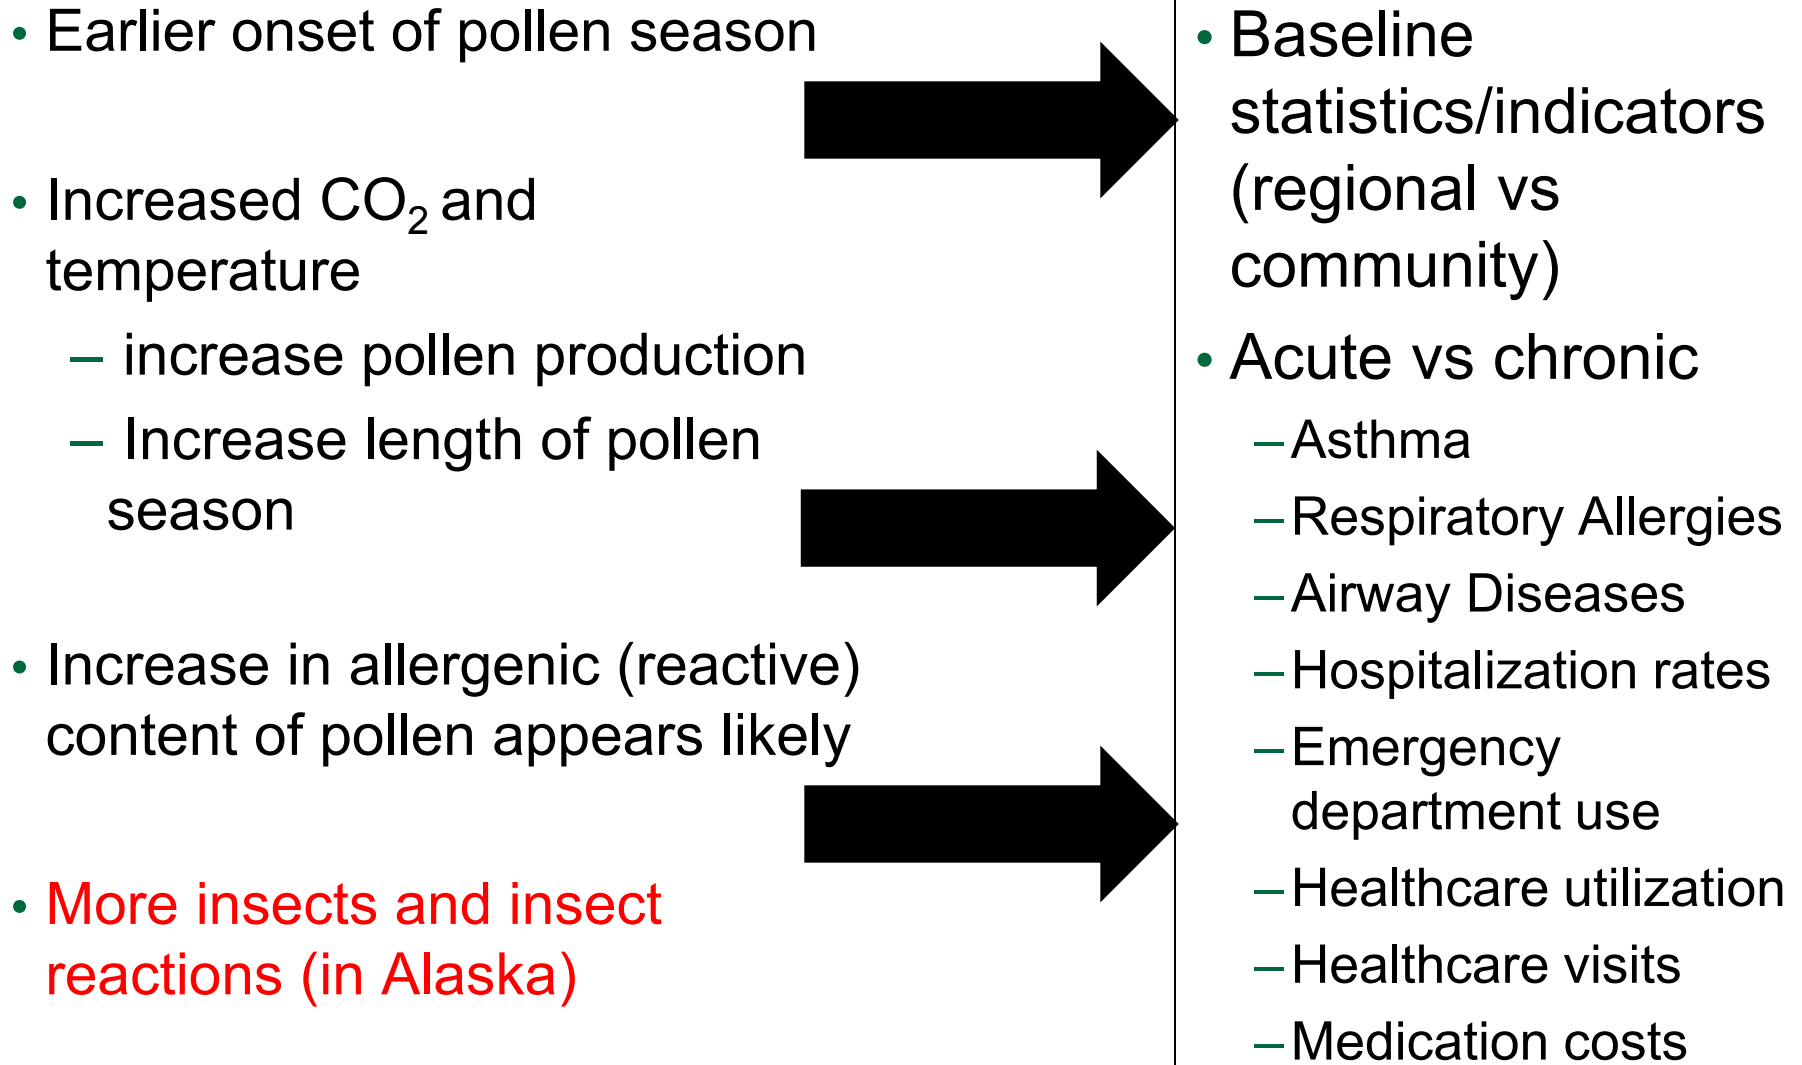 • Earlier onset of pollen season
• Increased CO₂ and
temperature
– increase pollen production
– Increase length of pollen
season
• Increase in allergenic (reactive)
content of pollen appears likely
• More insects and insect
reactions (in Alaska)
• Baseline
statistics/indicators
(regional vs
community)
• Acute vs chronic
– Asthma
– Respiratory Allergies
– Airway Diseases
– Hospitalization rates
– Emergency
department use
– Healthcare utilization
– Healthcare visits
– Medication costs